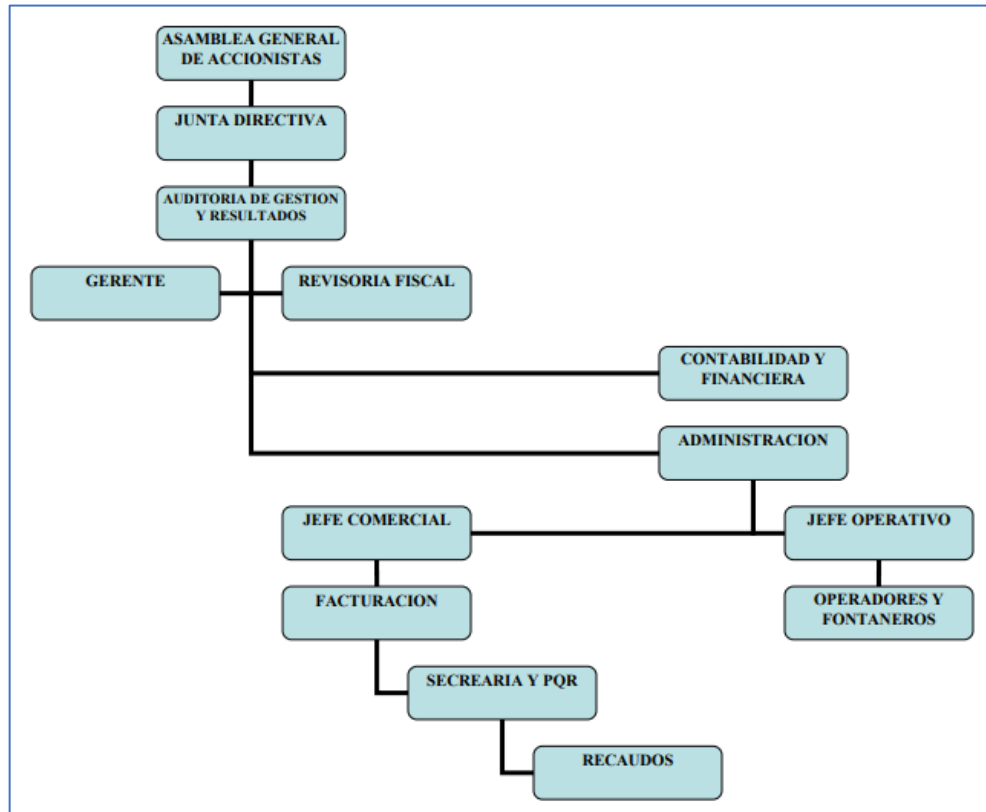 ASAMBLEA GENERAL
DE ACCIONISTAS
JUNTA DIRECTIVA
AUDITORIA DE GESTION
Y RESULTADOS
GERENTE
REVISORIA FISCAL
CONTABILIDAD Y
FINANCIERA
ADMINISTRACION
JEFE COMERCIAL
JEFE OPERATIVO
FACTURACION
OPERADORES Y
FONTANEROS
SECREARIA Y PQR
RECAUDOS